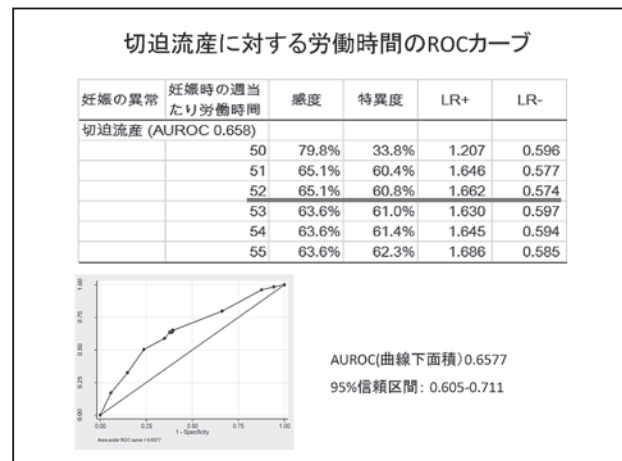 切迫流産に対する労働時間のROCカーブ
妊娠の異常 妊娠時の週当たり労働時間 感度 特異度 LR+ LR-
切迫流産 (AUROC 0.658)
50 79.8% 33.8% 1.207 0.596
51 65.1% 60.4% 1.646 0.577
52 65.1% 60.8% 1.662 0.574
53 63.6% 61.0% 1.630 0.597
54 63.6% 61.4% 1.645 0.594
55 63.6% 62.3% 1.686 0.585
1.00
0.75
0.50
0.25
0.00
0.00 0.25 0.50 0.75 1.00
1 - Specificity
Area under ROC curve = 0.6577
AUROC(曲線下面積)0.6577
95%信頼区間: 0.605-0.711